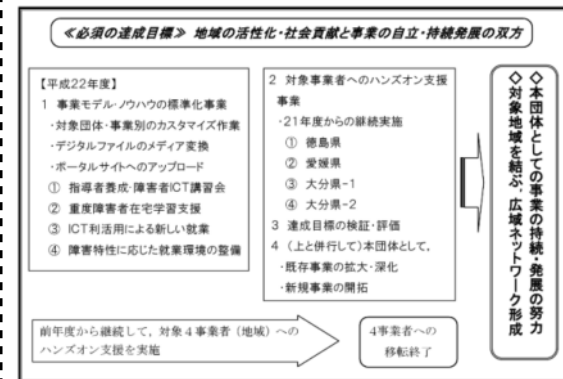 ≪必須の達成目標≫ 地域の活性化・社会貢献と事業の自立・持続発展の双方
【平成22年度】
1 事業モデル・ノウハウの標準化事業
・対象団体・事業別のカスタマイズ作業
・デジタルファイルのメディア変換
・ポータルサイトへのアップロード
① 指導者養成・障害者ICT講習会
② 重度障害者在宅学習支援
③ ICT利活用による新しい就業
④ 障害特性に応じた就業環境の整備
2 対象事業者へのハンズオン支援
事業
・21年度からの継続実施
① 徳島県
② 愛媛県
③ 大分県-1
④ 大分県-2
3 達成目標の検証・評価
4 (上と併行して)本団体として,
・既存事業の拡大・深化
・新規事業の開拓
◇本団体としての事業の持続・発展の努力
◇対象地域を結ぶ、広域ネットワーク形成
前年度から継続して,対象4事業者(地域)への
ハンズオン支援を実施
4事業者への
移転終了